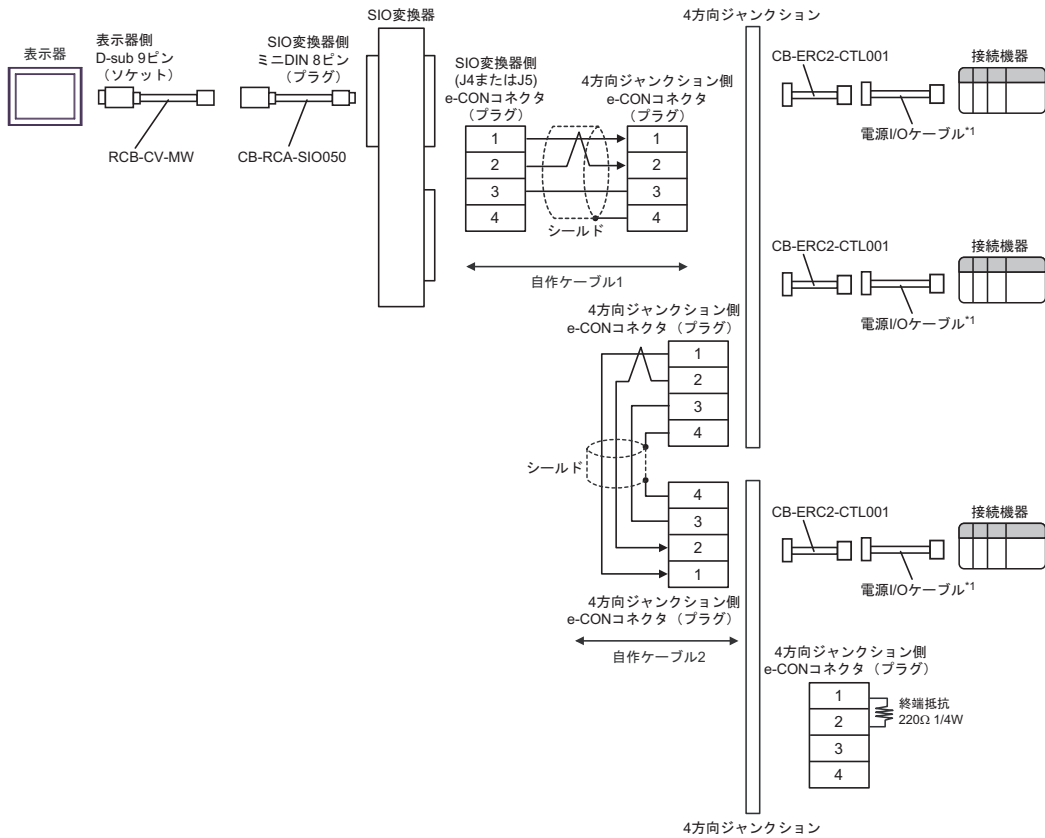 表示器
表示器側
D-sub 9ピン
（ソケット）
RCB-CV-MW
SIO変換器側
ミニDIN 8ピン
（プラグ）
CB-RCA-SIO050
SIO変換器
SIO変換器側
(J4またはJ5)
e-CONコネクタ
（プラグ）
1
2
3
4
4方向ジャンクション側
e-CONコネクタ
（プラグ）
1
2
3
4
シールド
自作ケーブル1
4方向ジャンクション
CB-ERC2-CTL001
接続機器
電源I/Oケーブル*1
CB-ERC2-CTL001
接続機器
電源I/Oケーブル*1
4方向ジャンクション側
e-CONコネクタ（プラグ）
1
2
3
4
シールド
4
3
2
1
4方向ジャンクション側
e-CONコネクタ（プラグ）
自作ケーブル2
CB-ERC2-CTL001
接続機器
電源I/Oケーブル*1
4方向ジャンクション側
e-CONコネクタ（プラグ）
1
2
3
4
終端抵抗
220Ω 1/4W
4方向ジャンクション